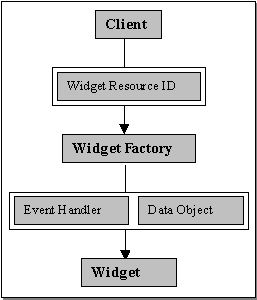 Client
Widget Resource ID
Widget Factory
Event Handler
Data Object
Widget